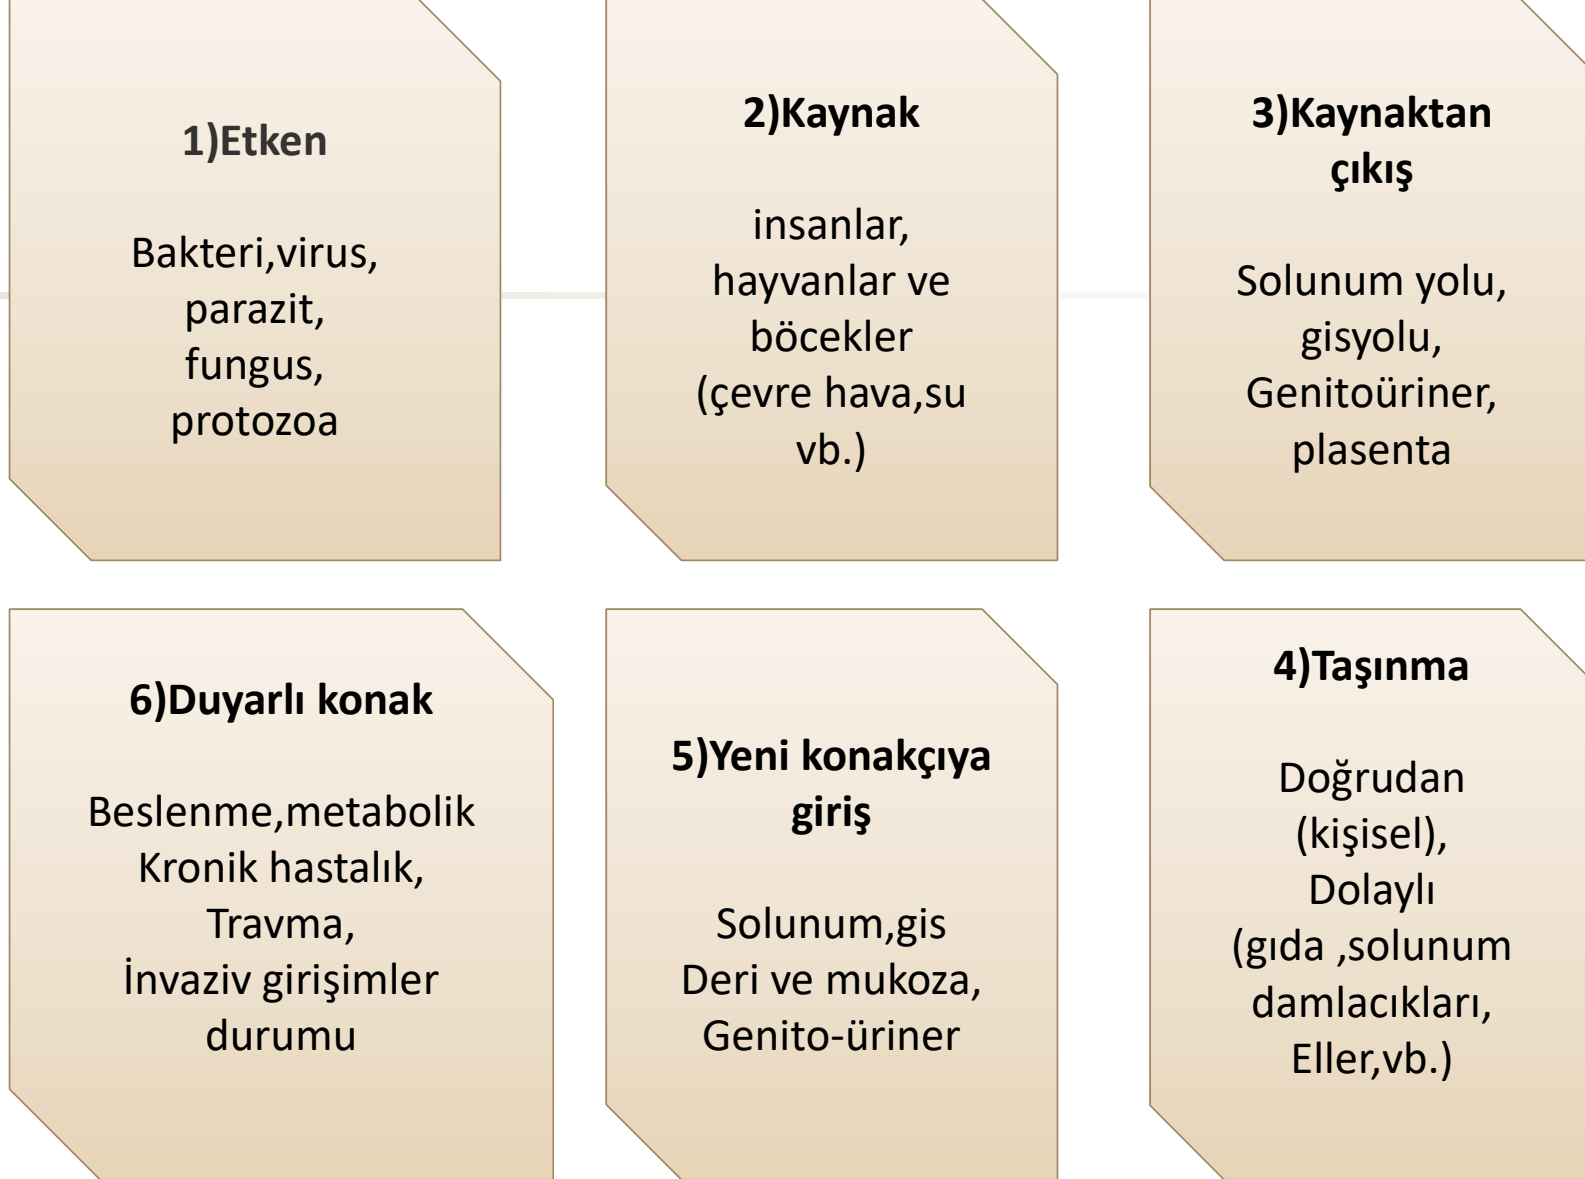 1)Etken
Bakteri,virus,
parazit,
fungus,
protozoa
2)Kaynak
insanlar,
hayvanlar ve
böcekler
(çevre hava,su
vb.)
3)Kaynaktan
çıkış
Solunum yolu,
gisyolu,
Genitoüriner,
plasenta
4)Taşınma
Doğrudan
(kişisel),
Dolaylı
(gıda ,solunum
damlacıkları,
Eller,vb.)
5)Yeni konakçıya
giriş
Solunum,gis
Deri ve mukoza,
Genito-üriner
6)Duyarlı konak
Beslenme,metabolik
Kronik hastalık,
Travma,
İnvaziv girişimler
durumu